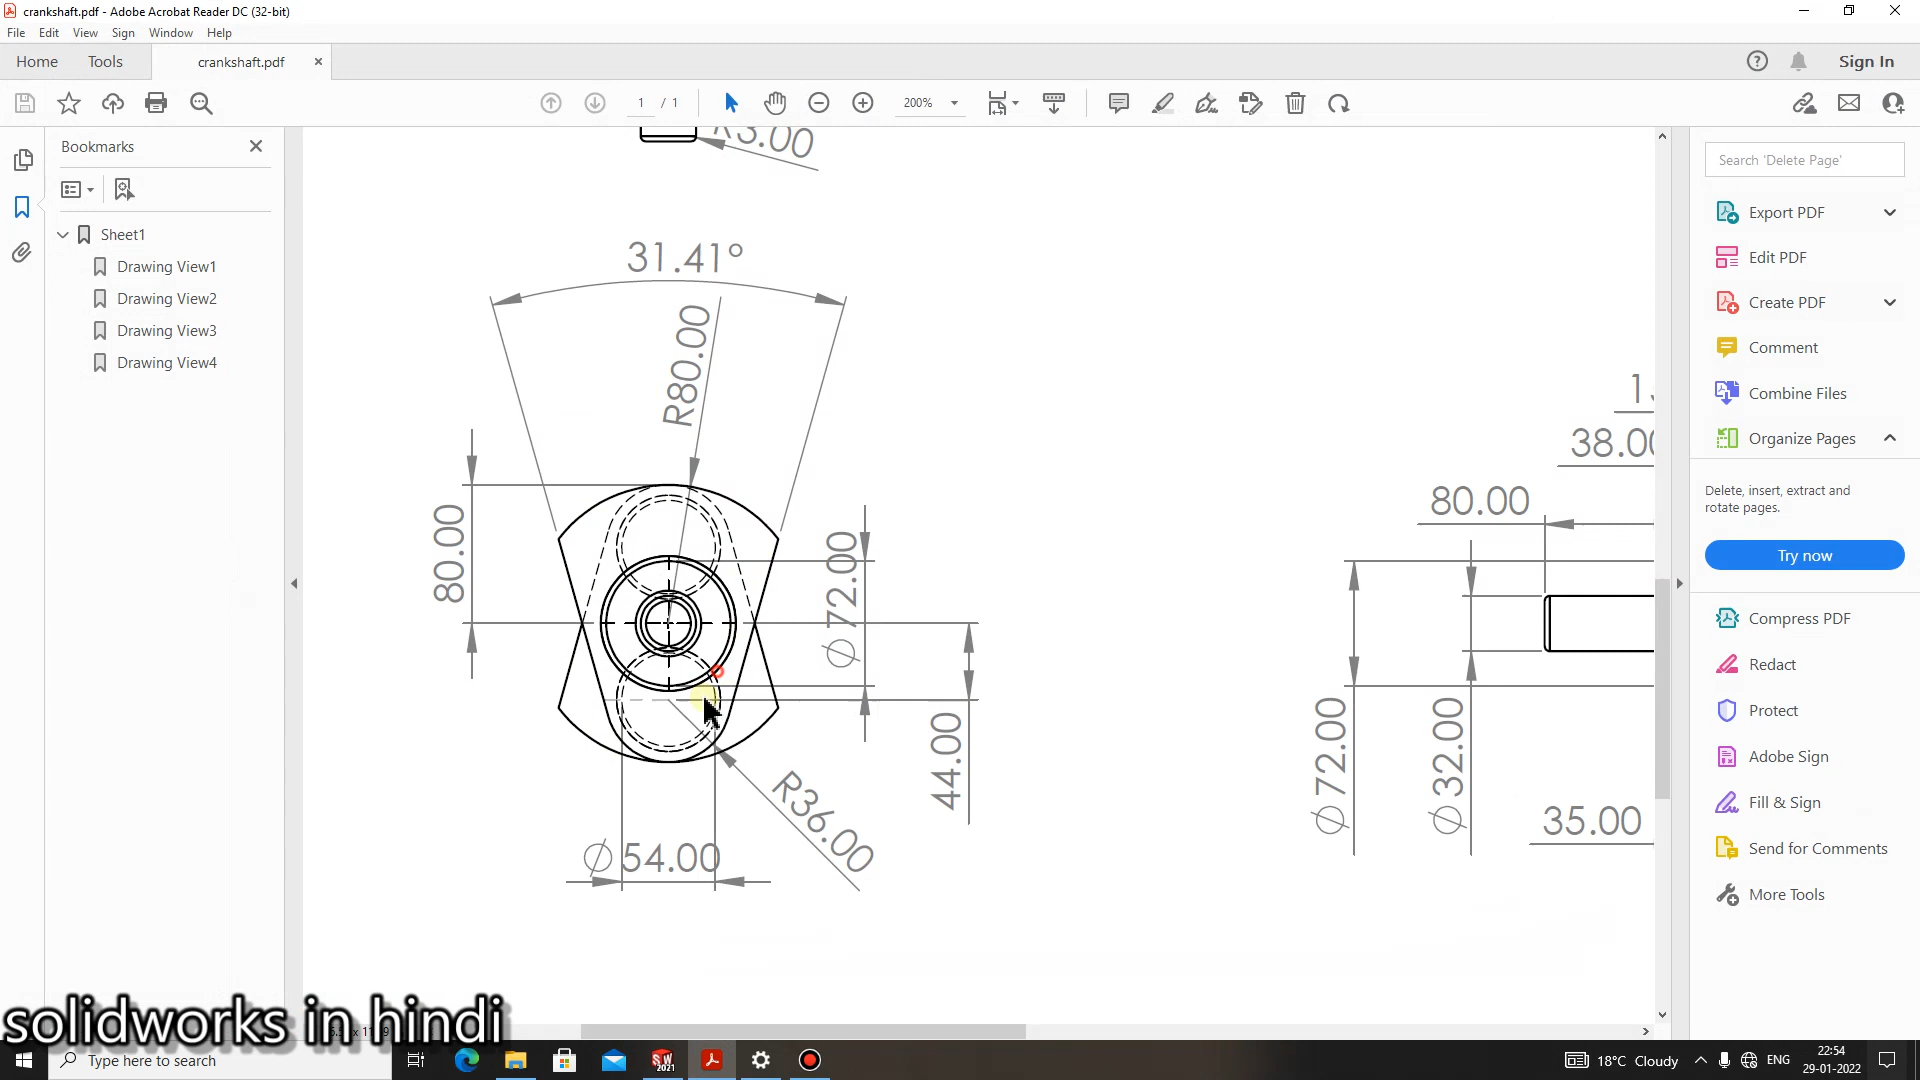 crankshaft.pdf - Adobe Acrobat Reader DC (32-bit)
File Edit View Sign Window Help
Home Tools crankshaft.pdf Sign In
1 / 1 200%
Bookmarks
Sheet1
Drawing View1
Drawing View2
Drawing View3
Drawing View4
R3.00
31.41°
R80.00
80.00
∅ 72.00
44.00
R36.00
∅ 54.00
38.00
80.00
∅ 72.00
∅ 32.00
35.00
Search 'Delete Page'
Export PDF
Edit PDF
Create PDF
Comment
Combine Files
Organize Pages
Delete, insert, extract and
rotate pages.
Try now
Compress PDF
Redact
Protect
Adobe Sign
Fill & Sign
Send for Comments
More Tools
solidworks in hindi
Type here to search
SW
2021
18°C Cloudy
ENG
22:54
29-01-2022